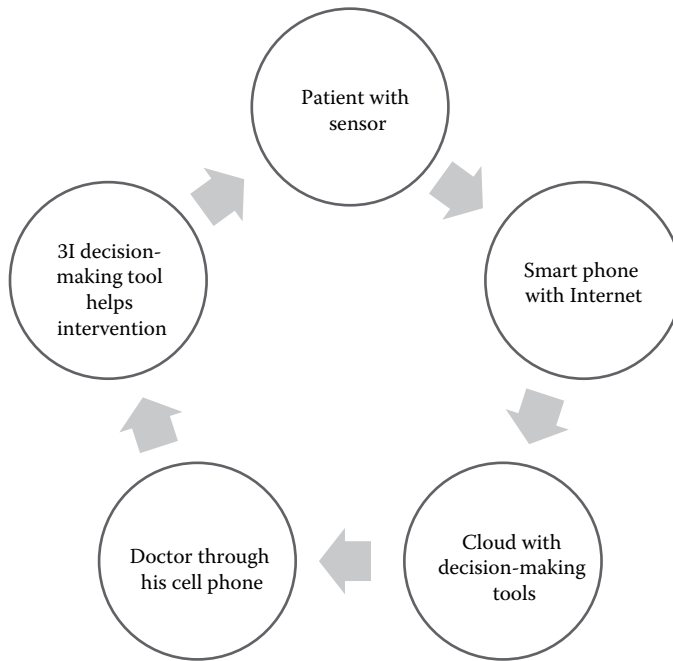 Patient with
sensor
Smart phone
with Internet
Cloud with
decision-making
tools
Doctor through
his cell phone
3I decision-
making tool
helps
intervention